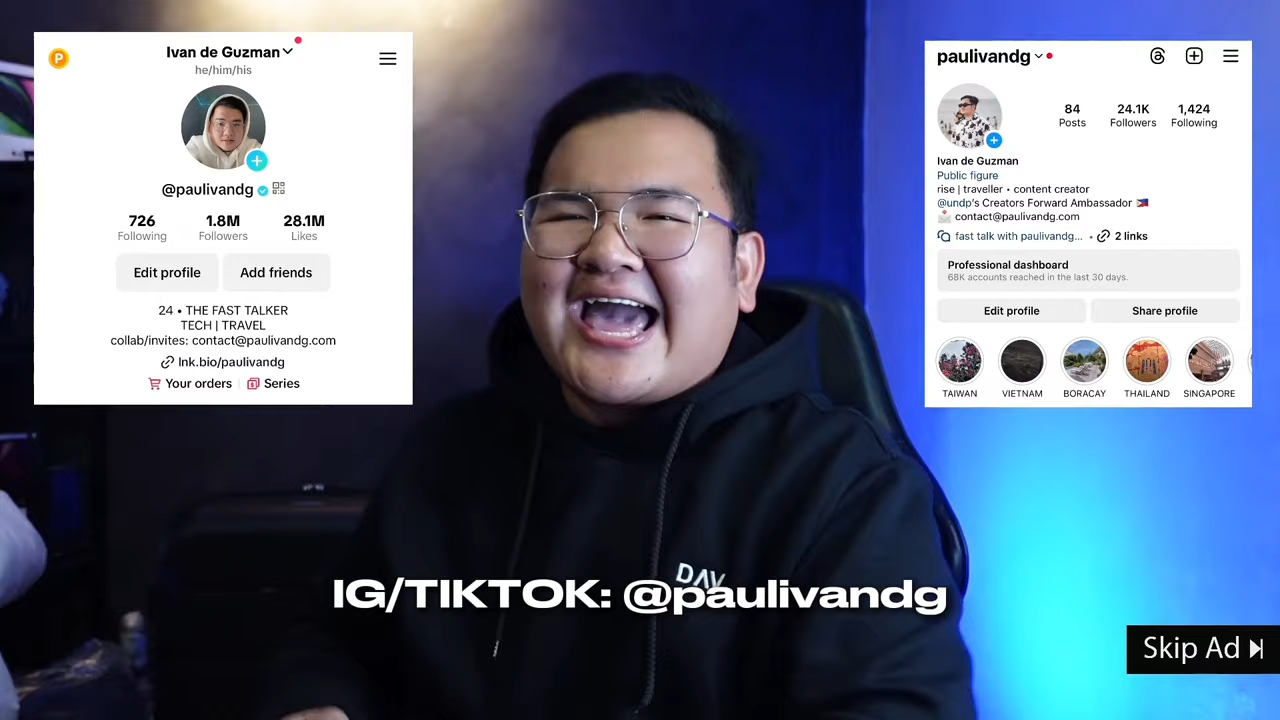 P
Ivan de Guzman
he/him/his
@paulivandg
726 1.8M 28.1M
Following Followers Likes
Edit profile Add friends
24 • THE FAST TALKER
TECH | TRAVEL
collab/invites: contact@paulivandg.com
lnk.bio/paulivandg
Your orders Series
paulivandg
84 24.1K 1,424
Posts Followers Following
Ivan de Guzman
Public figure
rise | traveller • content creator
@undp's Creators Forward Ambassador 🇵🇭
📩 contact@paulivandg.com
fast talk with paulivandg... • 2 links
Professional dashboard
68K accounts reached in the last 30 days.
Edit profile Share profile
TAIWAN VIETNAM BORACAY THAILAND SINGAPORE
DAV
IG/TIKTOK: @paulivandg
Skip Ad